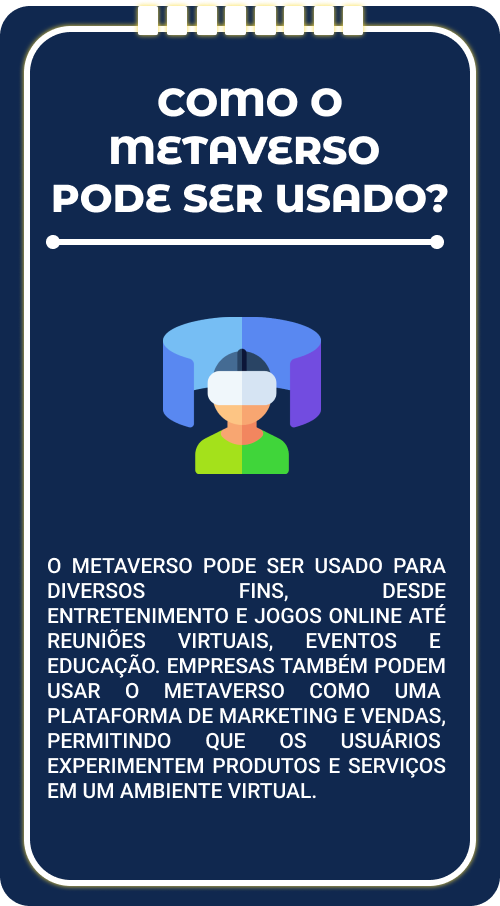 COMO O
METAVERSO
PODE SER USADO?
O METAVERSO PODE SER USADO PARA
DIVERSOS FINS, DESDE
ENTRETENIMENTO E JOGOS ONLINE ATÉ
REUNIÕES VIRTUAIS, EVENTOS E
EDUCAÇÃO. EMPRESAS TAMBÉM PODEM
USAR O METAVERSO COMO UMA
PLATAFORMA DE MARKETING E VENDAS,
PERMITINDO QUE OS USUÁRIOS
EXPERIMENTEM PRODUTOS E SERVIÇOS
EM UM AMBIENTE VIRTUAL.